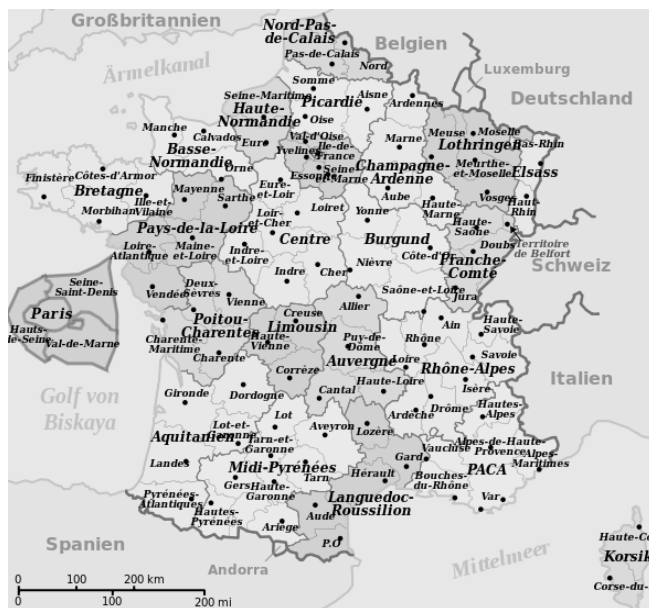 Großbritannien
Nord-Pas-
de-Calais
Belgien
Pas-de-Calais
Nord
Ärmelkanal
Luxemburg
Deutschland
Somme
Seine-Maritime
Picardie
Aisne
Ardennes
Haute-
Normandie
Oise
Manche
Calvados
Eure
Val-d'Oise
Ile-de-
France
Yvelines
Marne
Meuse
Moselle
Lothringen
Bas-Rhin
Basse-
Normandie
Orne
Essonne
Seine
Marne
Champagne-
Ardenne
Meurthe-
et-Moselle
Elsass
Finistère
Côtes-d'Armor
Bretagne
Ille-et-
Vilaine
Morbihan
Mayenne
Sarthe
Eure-
et-Loir
Aube
Haute-
Marne
Vosges
Haut-
Rhin
Loir-
et-Cher
Loiret
Yonne
Pays-de-la-Loire
Centre
Burgund
Haute-
Saône
Territoire
de Belfort
Loire-
Atlantique
Maine-
et-Loire
Indre-
et-Loire
Cher
Nièvre
Côte-d'Or
Doubs
Franche-
Comté
Schweiz
Indre
Saône-et-Loire
Jura
Seine-
Saint-Denis
Paris
Hauts-
de-Seine
Val-de-Marne
Vendée
Deux-
Sèvres
Vienne
Poitou-
Charenten
Creuse
Limousin
Haute-
Vienne
Allier
Ain
Haute-
Savoie
Charente-
Maritime
Charente
Puy-de-
Dôme
Auvergne
Loire
Rhône
Rhône-Alpes
Savoie
Isère
Italien
Corrèze
Cantal
Haute-Loire
Golf von
Biskaya
Gironde
Dordogne
Ardèche
Drôme
Hautes-
Alpes
Lot
Lot-et-
Garonne
Aveyron
Lozère
Aquitanien
Tarn-et-
Garonne
Gard
Vaucluse
Alpes-de-Haute-
Provence
Alpes-
Maritimes
Landes
Midi-Pyrénées
Gers
Haute-
Garonne
Tarn
Hérault
PACA
Bouches-
du-Rhône
Var
Pyrénées-
Atlantiques
Hautes-
Pyrénées
Ariège
Languedoc-
Roussillion
Aude
P.O
Spanien
Andorra
Mittelmeer
Haute-Co
Korsik
Corse-du-
0 100 200 km
0 100 200 mi